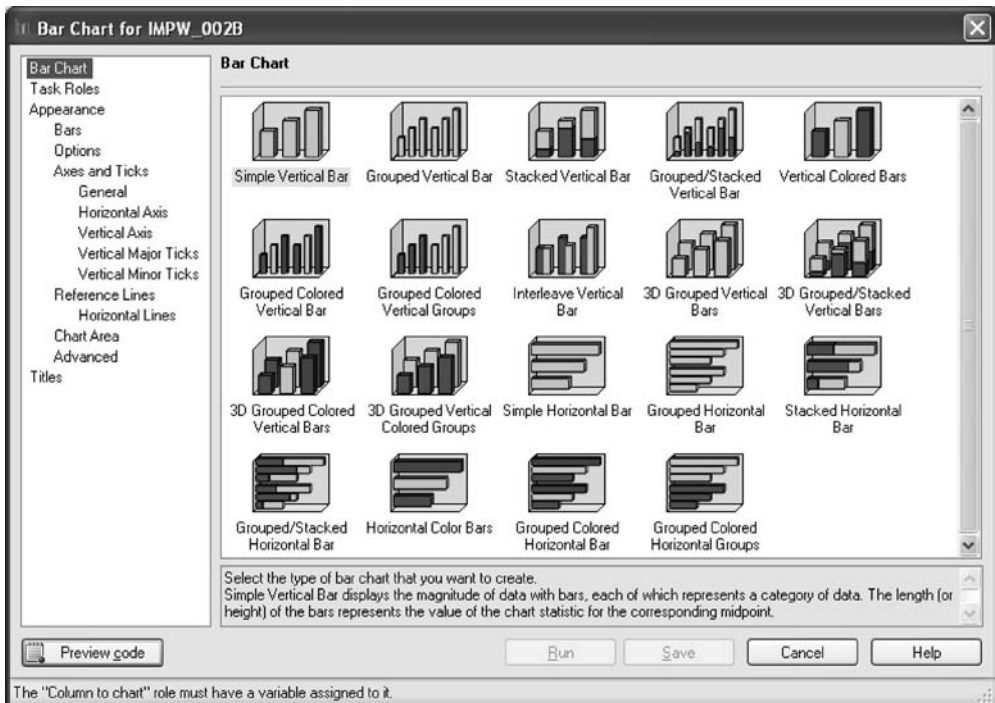 Bar Chart for IMPW_002B
Bar Chart
Task Roles
Appearance
Bars
Options
Axes and Ticks
General
Horizontal Axis
Vertical Axis
Vertical Major Ticks
Vertical Minor Ticks
Reference Lines
Horizontal Lines
Chart Area
Advanced
Titles
Bar Chart
Simple Vertical Bar
Grouped Vertical Bar
Stacked Vertical Bar
Grouped/Stacked
Vertical Bar
Vertical Colored Bars
Grouped Colored
Vertical Bar
Grouped Colored
Vertical Groups
Interleave Vertical
Bar
3D Grouped Vertical
Bars
3D Grouped/Stacked
Vertical Bars
3D Grouped Colored
Vertical Bars
3D Grouped Vertical
Colored Groups
Simple Horizontal Bar
Grouped Horizontal
Bar
Stacked Horizontal
Bar
Grouped/Stacked
Horizontal Bar
Horizontal Color Bars
Grouped Colored
Horizontal Bar
Grouped Colored
Horizontal Groups
Select the type of bar chart that you want to create.
Simple Vertical Bar displays the magnitude of data with bars, each of which represents a category of data. The length (or
height) of the bars represents the value of the chart statistic for the corresponding midpoint.
Preview code
Run
Save
Cancel
Help
The "Column to chart" role must have a variable assigned to it.